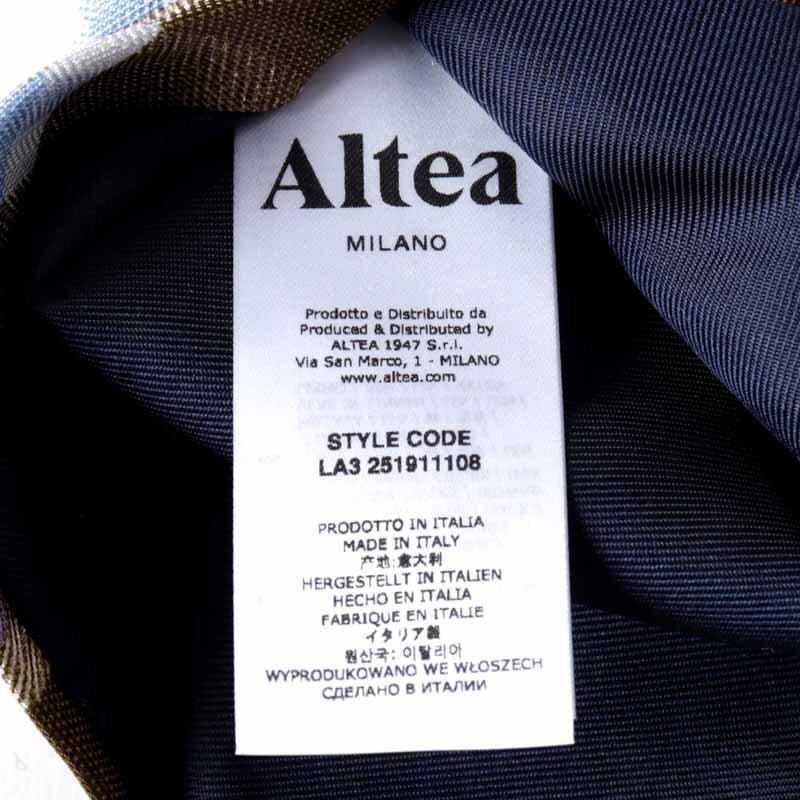 Altea
MILANO
Prodotto e Distribuito da
Produced & Distributed by
ALTEA 1947 S.r.l.
Via San Marco, 1 - MILANO
www.altea.com
STYLE CODE
LA3 251911108
PRODOTTO IN ITALIA
MADE IN ITALY
产地:意大利
HERGESTELLT IN ITALIEN
HECHO EN ITALIA
FABRIQUE EN ITALIE
イタリア製
원산국: 이탈리아
WYPRODUKOWANO WE WŁOSZECH
СДЕЛАНО В ИТАЛИИ